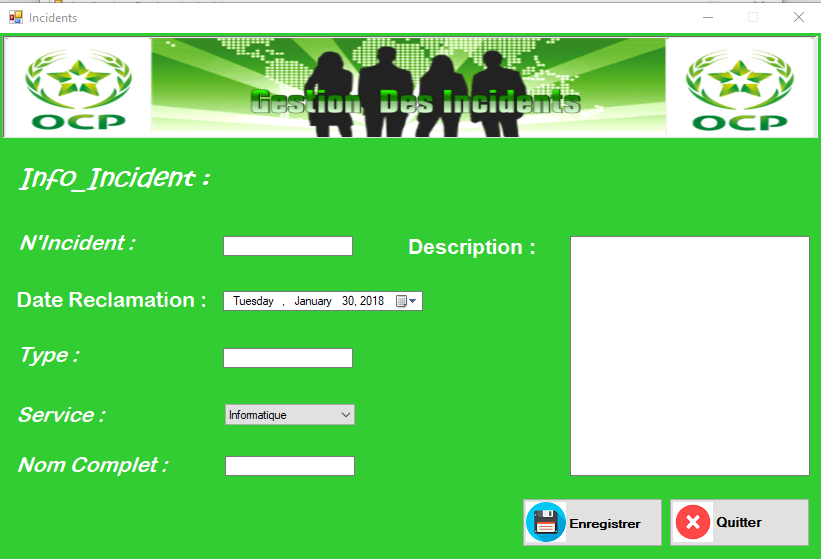 Incidents
OCP
Gestion Des Incidents
OCP
Info_Incident :
N'Incident :
Description :
Date Reclamation :
Tuesday , January 30, 2018
Type :
Service :
Informatique
Nom Complet :
Enregistrer
Quitter